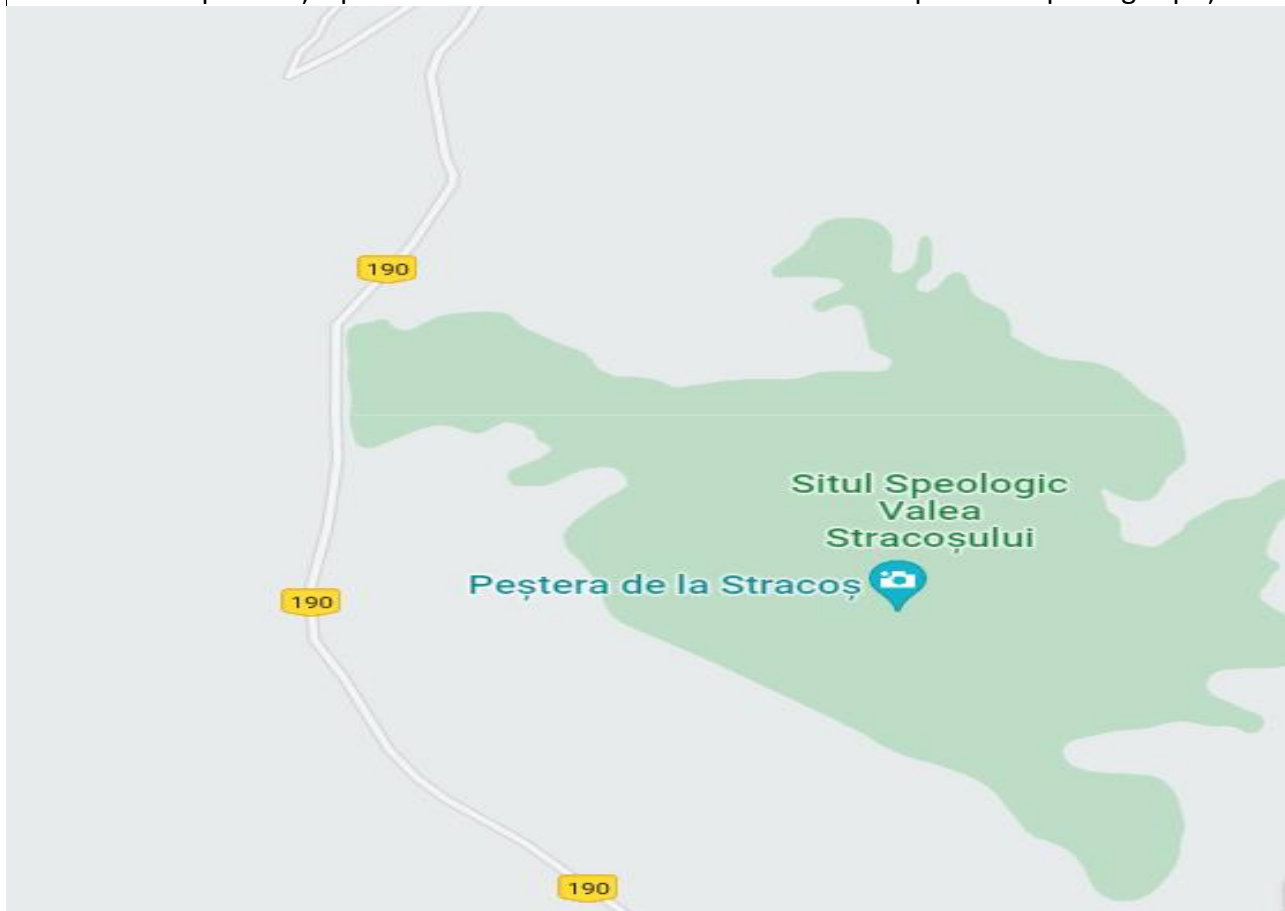 190
Situl Speologic
Valea
Stracoșului
Peștera de la Stracoș
190
190